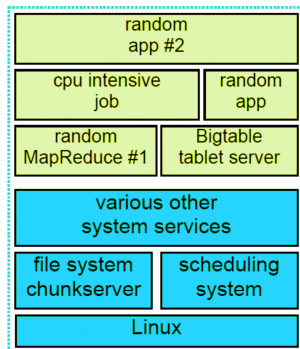 random
app #2
cpu intensive
job
random
app
random
MapReduce #1
Bigtable
tablet server
various other
system services
file system
chunkserver
scheduling
system
Linux